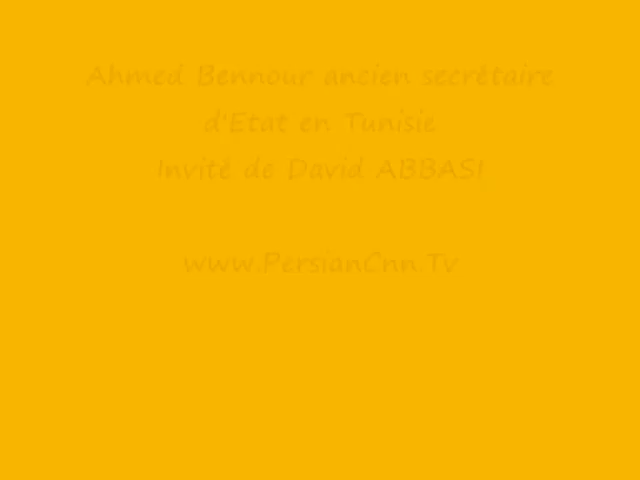 Ahmed Bennour ancien secrétaire
d'Etat en Tunisie
Invité de David ABBASI
www.PersianCnn.Tv